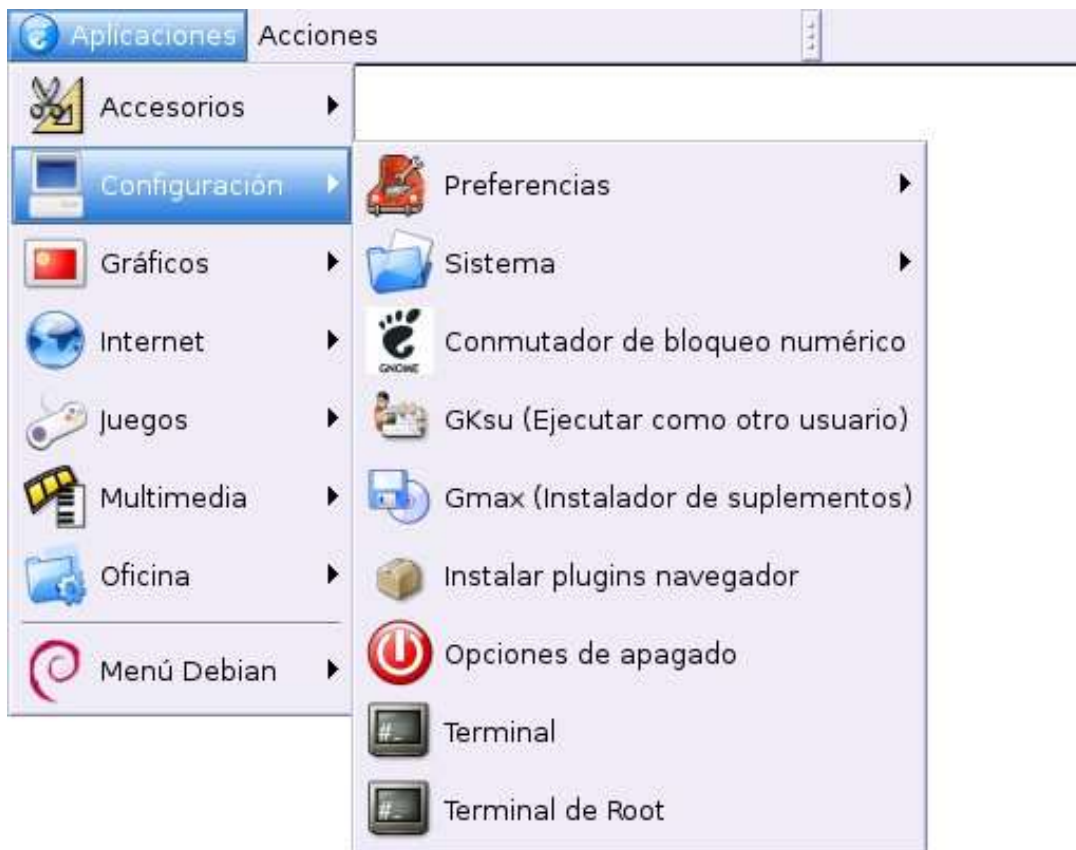 Aplicaciones Acciones
Accesorios
Configuración
Gráficos
Internet
Juegos
Multimedia
Oficina
Menú Debian
Preferencias
Sistema
GNOME
Conmutador de bloqueo numérico
GKsu (Ejecutar como otro usuario)
Gmax (Instalador de suplementos)
Instalar plugins navegador
Opciones de apagado
#_
Terminal
#_
Terminal de Root